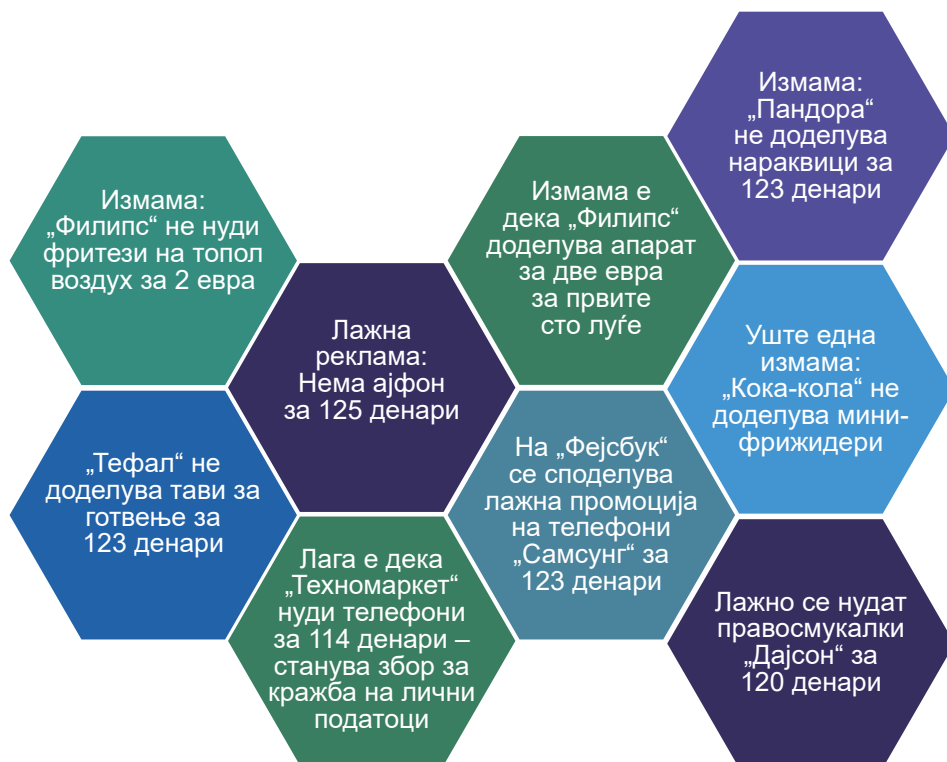 Измама:
„Филипс“ не нуди
фритези на топол
воздух за 2 евра
„Тефал“ не
доделува тави за
готвење за
123 денари
Лажна
реклама:
Нема ајфон
за 125 денари
Лага е дека
„Техномаркет“
нуди телефони
за 114 денари –
станува збор за
кражба на лични
податоци
Измама е
дека „Филипс“
доделува апарат
за две евра
за првите
сто луѓе
На „Фејсбук“
се споделува
лажна промоција
на телефони
„Самсунг“ за
123 денари
Измама:
„Пандора“
не доделува
нараквици за
123 денари
Уште една
измама:
„Кока-кола“ не
доделува мини-
фрижидери
Лажно се нудат
правосмукалки
„Дајсон“ за
120 денари